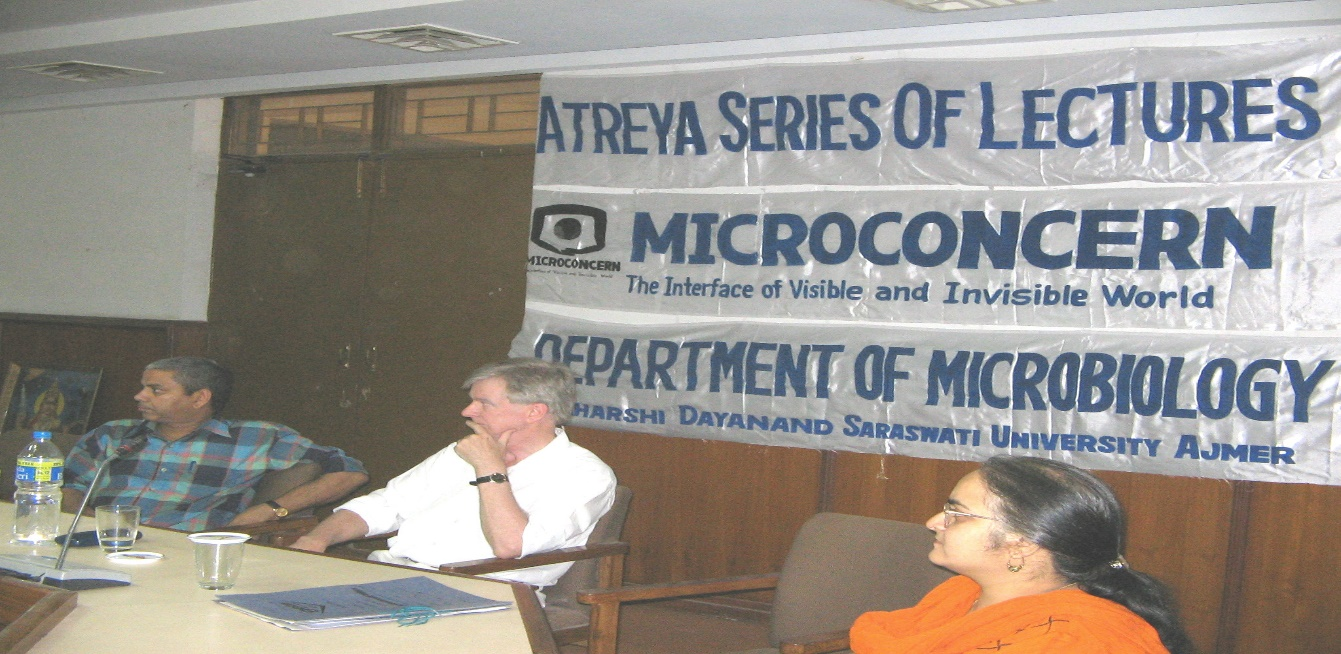 ATREYA SERIES OF LECTURES
MICROCONCERN
MICROCONCERN
The Interface of Visible and Invisible World
DEPARTMENT OF MICROBIOLOGY
HARSHI DAYANAND SARASWATI UNIVERSITY AJMER